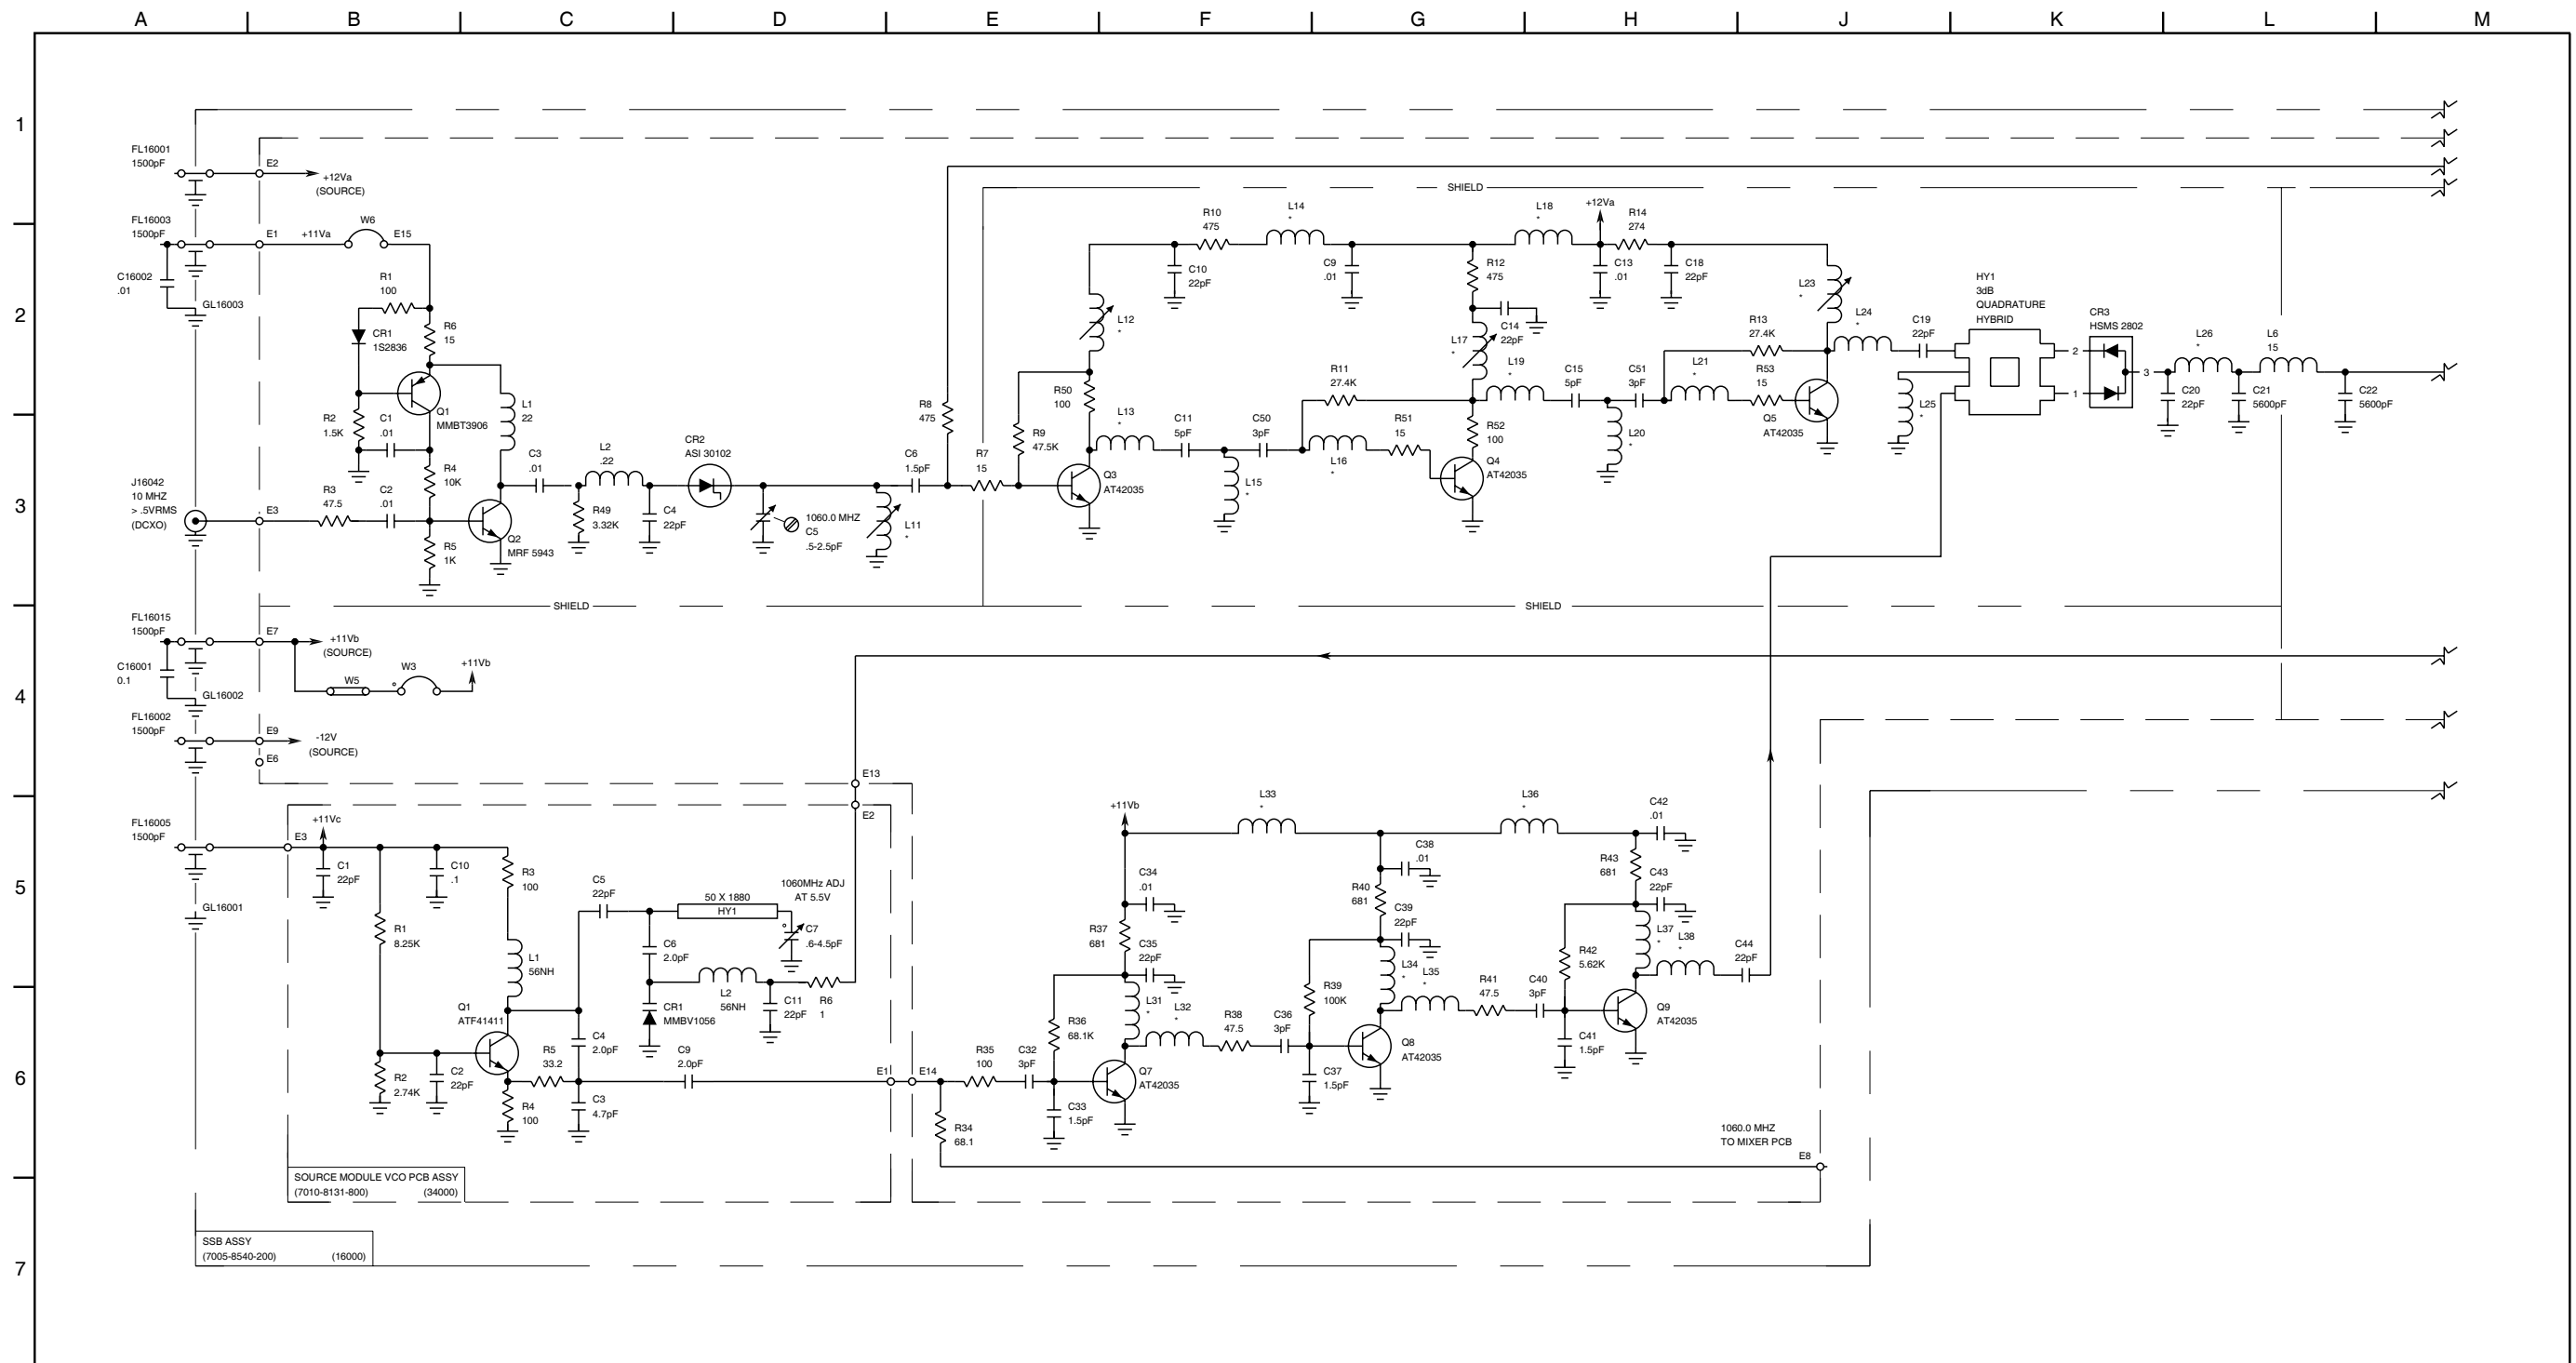 A B C D E F G H J K L M
1
2
3
4
5
6
7
FL16001
1500pF
E2
+12Va
(SOURCE)
FL16003
1500pF
E1
+11Va
W6
E15
C16002
.01
GL16003
R1
100
CR1
1S2836
R6
15
Q1
MMBT3906
R2
1.5K
C1
.01
L1
22
R4
10K
J16042
10 MHZ
> .5VRMS
(DCXO)
E3
R3
47.5
C2
.01
R5
1K
Q2
MRF 5943
C3
.01
L2
.22
R49
3.32K
C4
22pF
CR2
ASI 30102
1060.0 MHZ
C5
.5-2.5pF
L11
*
C6
1.5pF
R8
475
R7
15
R9
47.5K
R50
100
Q3
AT42035
L12
*
C10
22pF
R10
475
L14
*
C9
.01
L13
*
C11
5pF
C50
3pF
L15
*
R11
27.4K
L16
*
R51
15
R52
100
Q4
AT42035
R12
475
L17
*
C14
22pF
L18
*
+12Va
C13
.01
R14
274
C18
22pF
L19
*
C15
5pF
C51
3pF
L20
*
L21
*
R13
27.4K
R53
15
Q5
AT42035
L23
*
L24
*
C19
22pF
L25
*
HY1
3dB
QUADRATURE
HYBRID
2
1
CR3
HSMS 2802
3
C20
22pF
L26
*
C21
5600pF
L6
15
C22
5600pF
SHIELD
SHIELD
SHIELD
FL16015
1500pF
E7
+11Vb
(SOURCE)
C16001
0.1
GL16002
W5
W3
+11Vb
FL16002
1500pF
E9
-12V
(SOURCE)
E6
E13
E2
FL16005
1500pF
E3
+11Vc
C1
22pF
C10
.1
R3
100
GL16001
R1
8.25K
L1
56NH
C5
22pF
50 X 1880
HY1
1060MHz ADJ
AT 5.5V
C7
.6-4.5pF
C6
2.0pF
L2
56NH
C11
22pF
R6
1
CR1
MMBV1056
Q1
ATF41411
C4
2.0pF
R2
2.74K
C2
22pF
R5
33.2
R4
100
C3
4.7pF
C9
2.0pF
E1
E14
R35
100
C32
3pF
R34
68.1
C33
1.5pF
R36
68.1K
Q7
AT42035
+11Vb
C34
.01
R37
681
C35
22pF
L31
*
L32
*
R38
47.5
C36
3pF
C37
1.5pF
R39
100K
L33
*
C38
.01
R40
681
C39
22pF
L34
*
L35
*
Q8
AT42035
R41
47.5
C40
3pF
C41
1.5pF
R42
5.62K
L36
*
C42
.01
R43
681
C43
22pF
L37
*
L38
*
C44
22pF
Q9
AT42035
1060.0 MHZ
TO MIXER PCB
E8
SOURCE MODULE VCO PCB ASSY
(7010-8131-800) (34000)
SSB ASSY
(7005-8540-200) (16000)